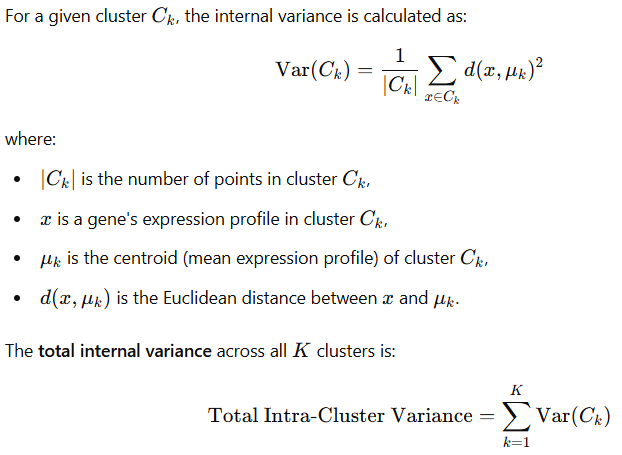 For a given cluster $C_k$, the internal variance is calculated as:
$$\text{Var}(C_k) = \frac{1}{|C_k|} \sum_{x \in C_k} d(x, \mu_k)^2$$
where:
• $|C_k|$ is the number of points in cluster $C_k$,
• $x$ is a gene's expression profile in cluster $C_k$,
• $\mu_k$ is the centroid (mean expression profile) of cluster $C_k$,
• $d(x, \mu_k)$ is the Euclidean distance between $x$ and $\mu_k$.
The total internal variance across all $K$ clusters is:
$$\text{Total Intra-Cluster Variance} = \sum_{k=1}^{K} \text{Var}(C_k)$$